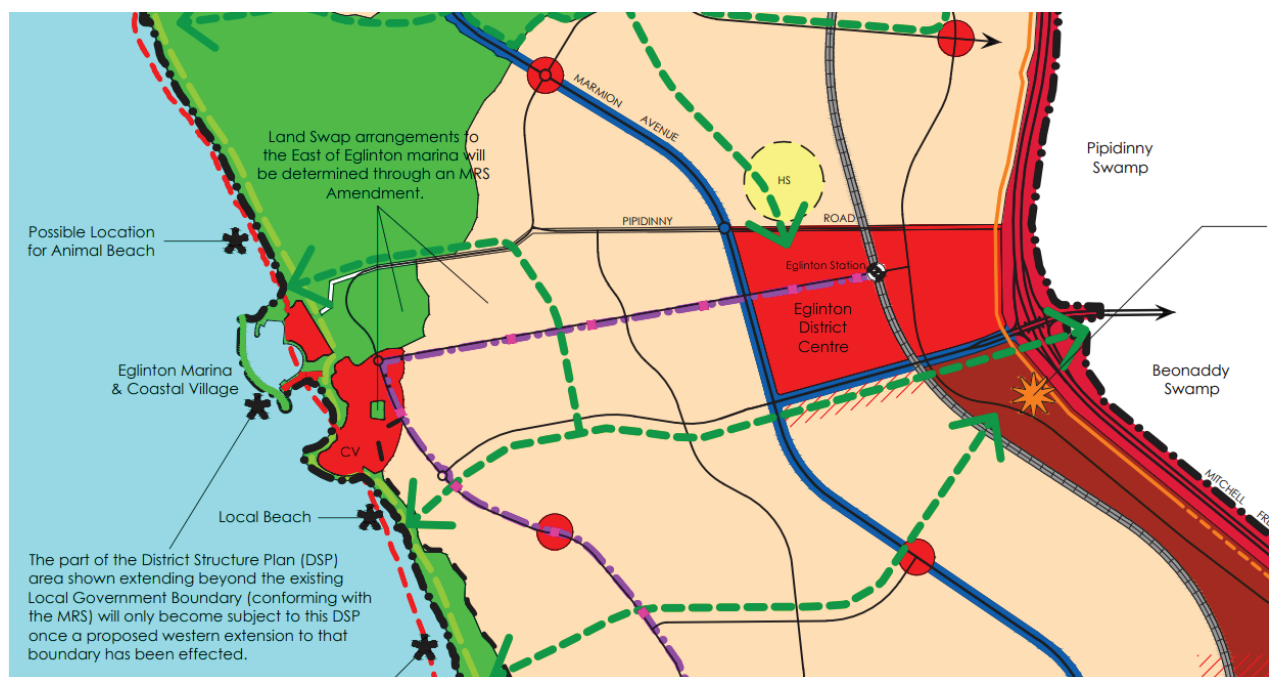 MARMION
AVENUE
Land Swap arrangements to
the East of Eglinton marina will
be determined through an MRS
Amendment.
Pipidinny
Swamp
HS
Possible Location
for Animal Beach
PIPIDINNY
ROAD
Eglinton Station
Eglinton
District
Centre
Eglinton Marina
& Coastal Village
Beonaddy
Swamp
CV
MITCHELL
Local Beach
The part of the District Structure Plan (DSP)
area shown extending beyond the existing
Local Government Boundary (conforming with
the MRS) will only become subject to this DSP
once a proposed western extension to that
boundary has been effected.